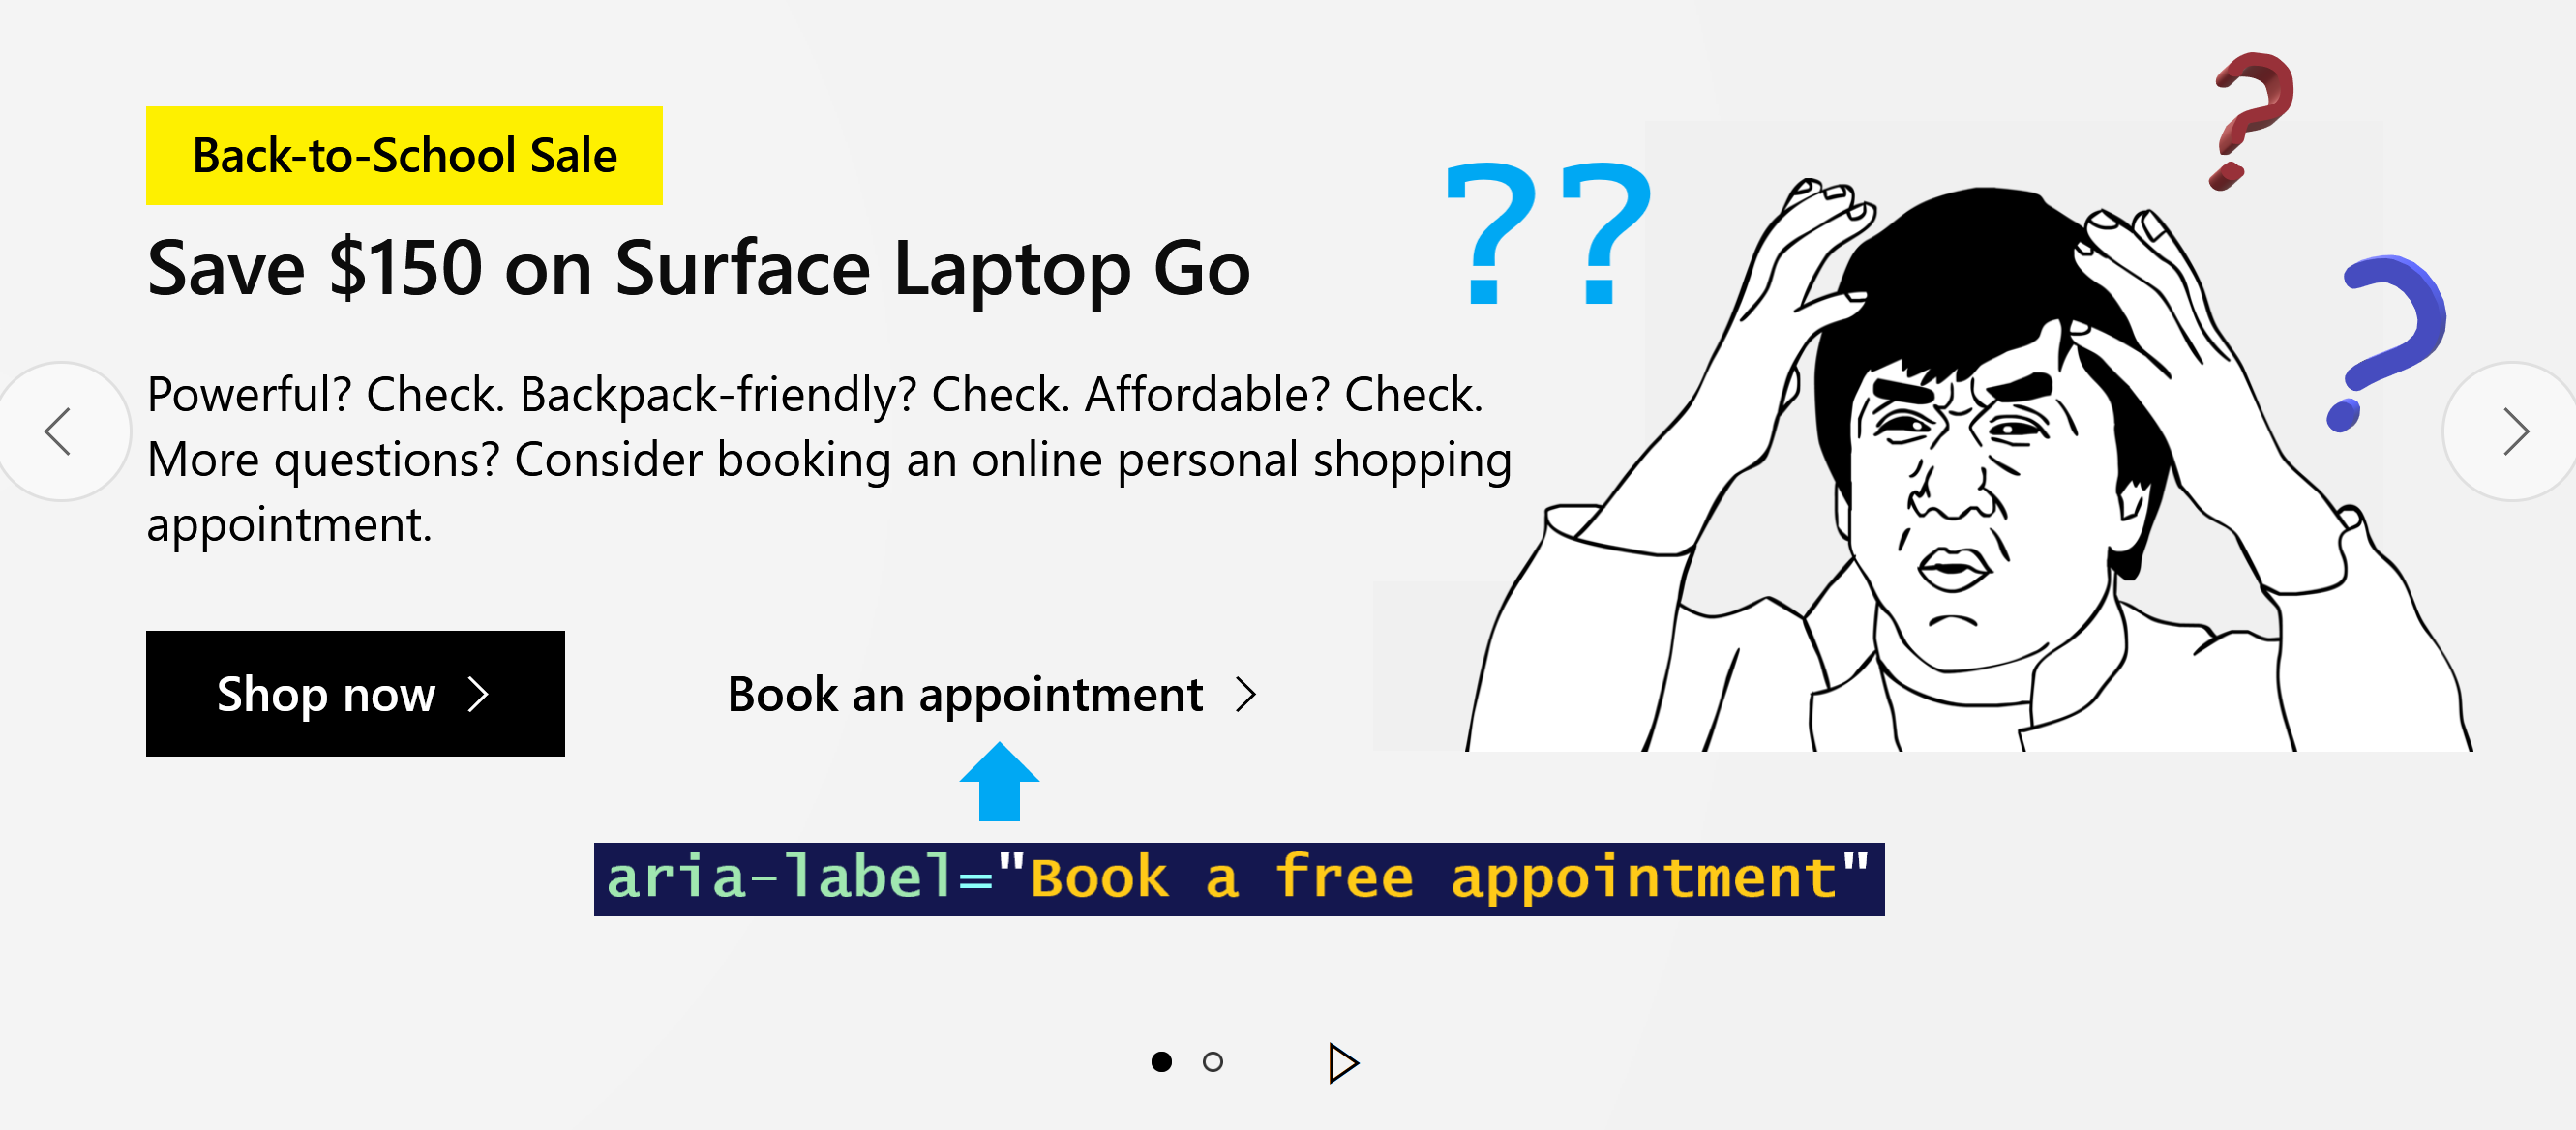 Back-to-School Sale
Save $150 on Surface Laptop Go
Powerful? Check. Backpack-friendly? Check. Affordable? Check.
More questions? Consider booking an online personal shopping
appointment.
Shop now
Book an appointment
aria-label="Book a free appointment"
??
?
?